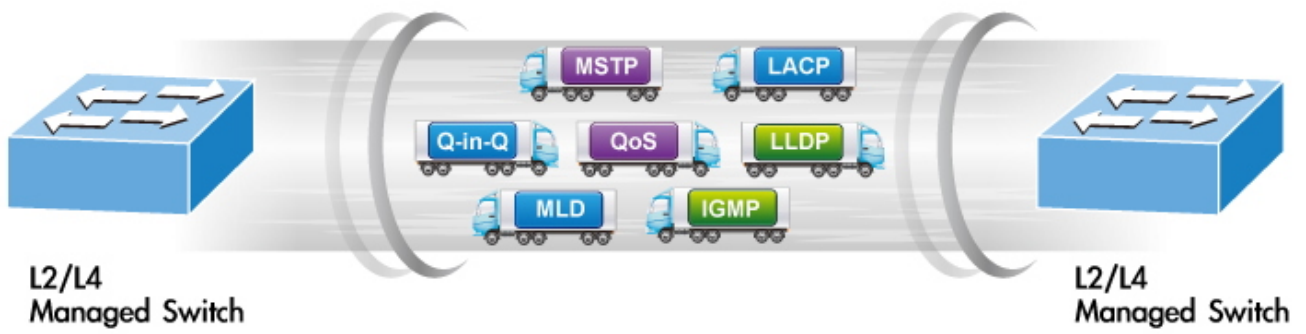 MSTP
LACP
Q-in-Q
QoS
LLDP
MLD
IGMP
L2/L4
Managed Switch
L2/L4
Managed Switch